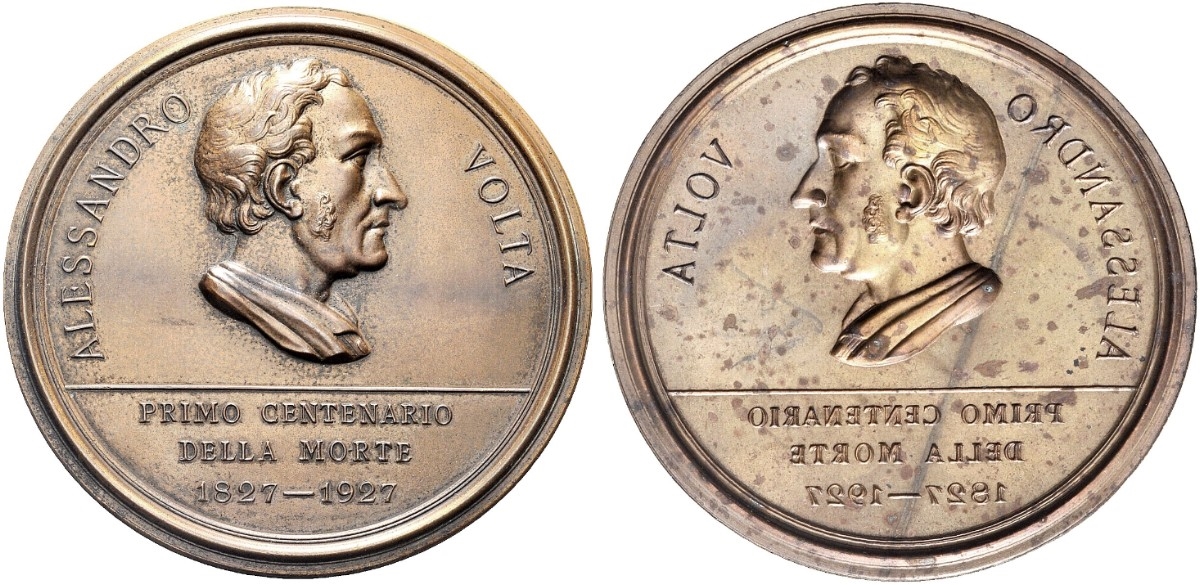 ALESSANDRO VOLTA
PRIMO CENTENARIO
DELLA MORTE
1827—1927
ALESSANDRO VOLTA
PRIMO CENTENARIO
DELLA MORTE
1827—1927